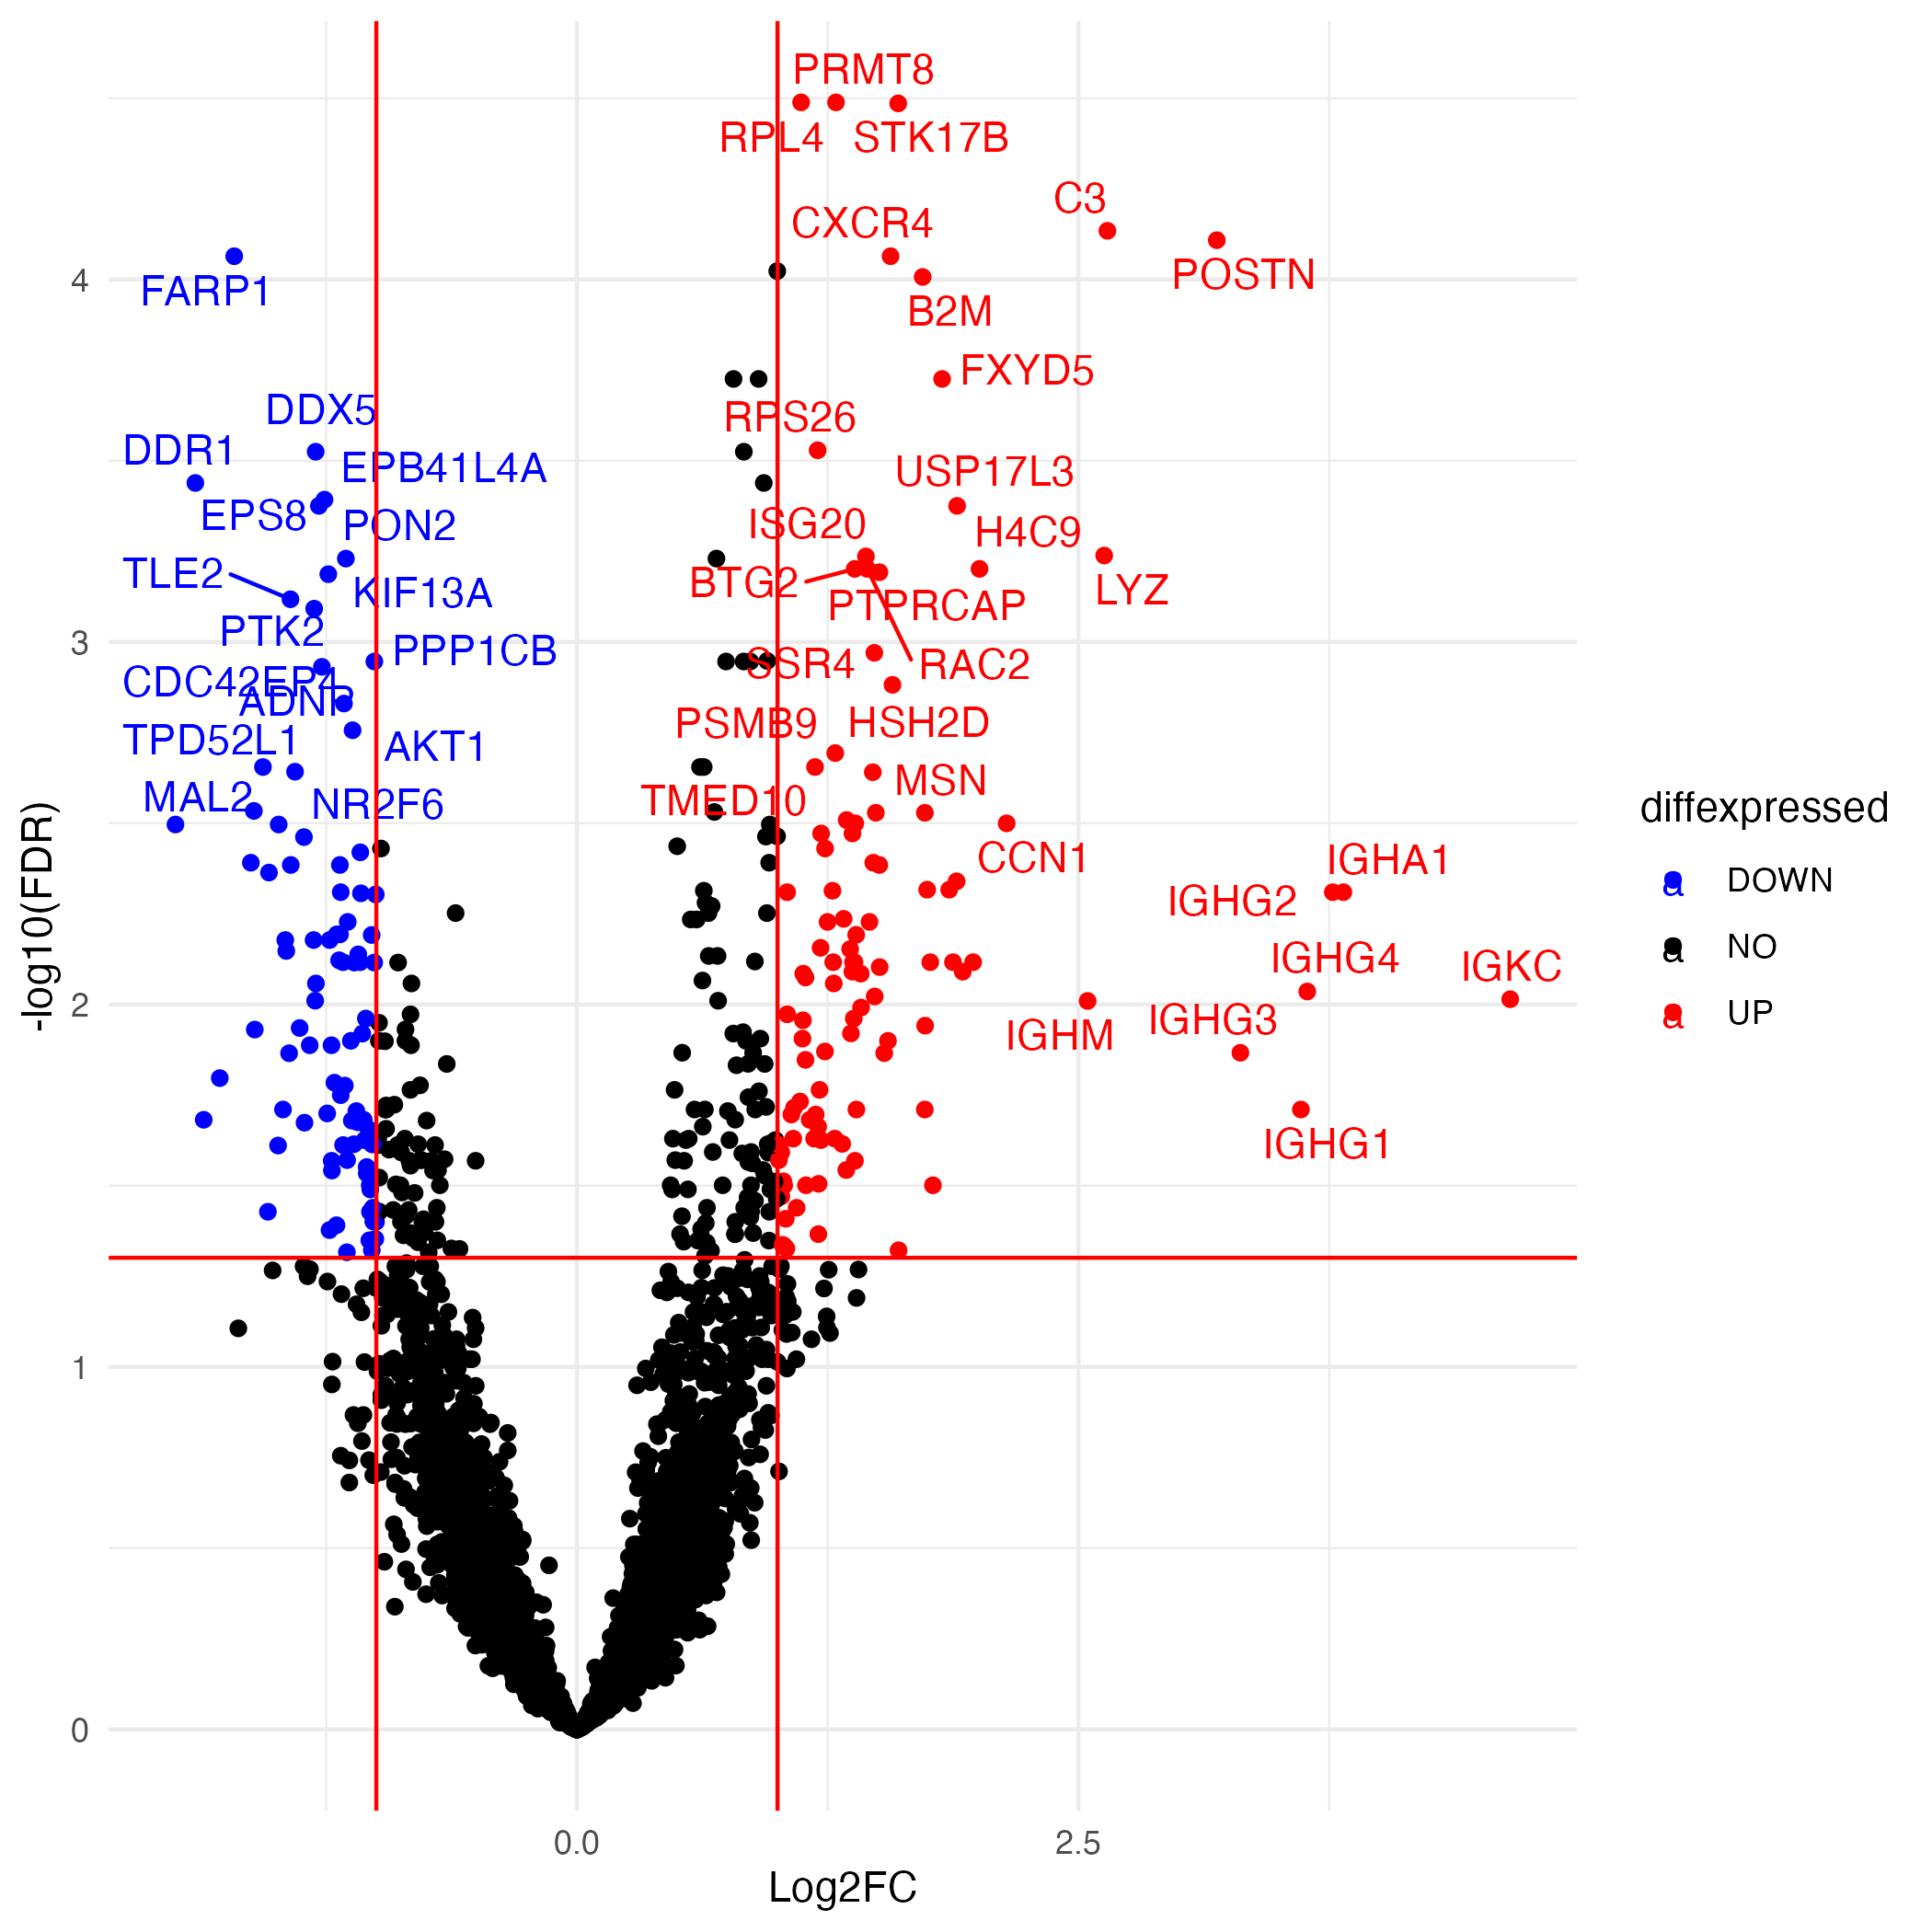 PRMT8
RPL4
STK17B
C3
CXCR4
POSTN
FARP1
B2M
FXYD5
DDX5
RPS26
DDR1
EPB41L4A
USP17L3
EPS8
PON2
ISG20
H4C9
TLE2
BTG2
KIF13A
PTPRCAP
LYZ
PTK2
PPP1CB
SSR4
RAC2
CDC42EP4
ADNP
TPD52L1
AKT1
PSMB9
HSH2D
MAL2
NR2F6
TMED10
MSN
CCN1
IGHA1
IGHG2
IGHG4
IGKC
IGHM
IGHG3
IGHG1
4
3
2
1
0
-log10(FDR)
0.0
2.5
Log2FC
diffexpressed
a DOWN
a NO
a UP